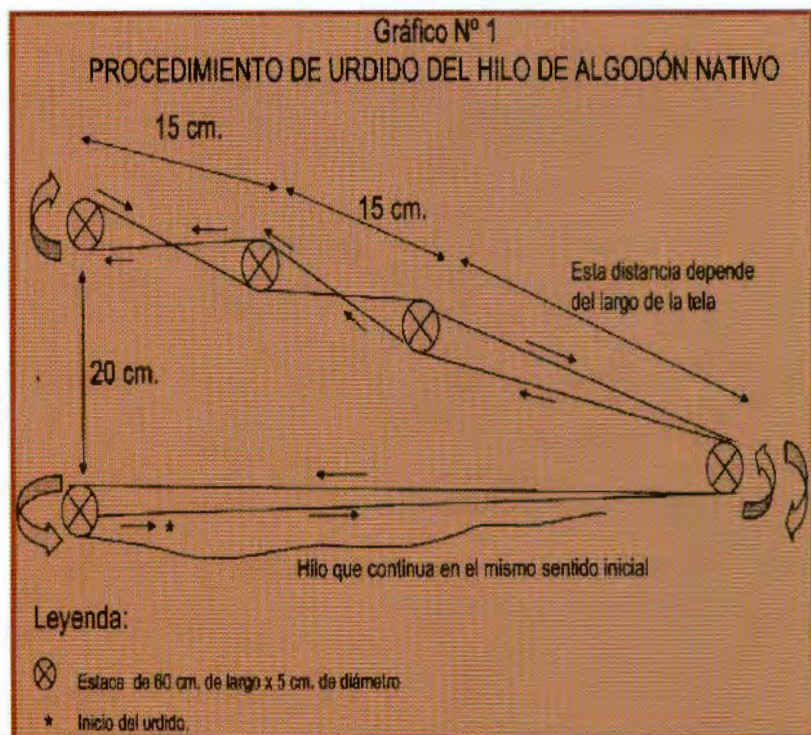 Gráfico Nº 1
PROCEDIMIENTO DE URDIDO DEL HILO DE ALGODÓN NATIVO
15 cm.
15 cm.
Esta distancia depende
del largo de la tela
20 cm.
*
Hilo que continua en el mismo sentido inicial
Leyenda:
Estaca de 60 cm. de largo x 5 cm. de diámetro
* Inicio del urdido.